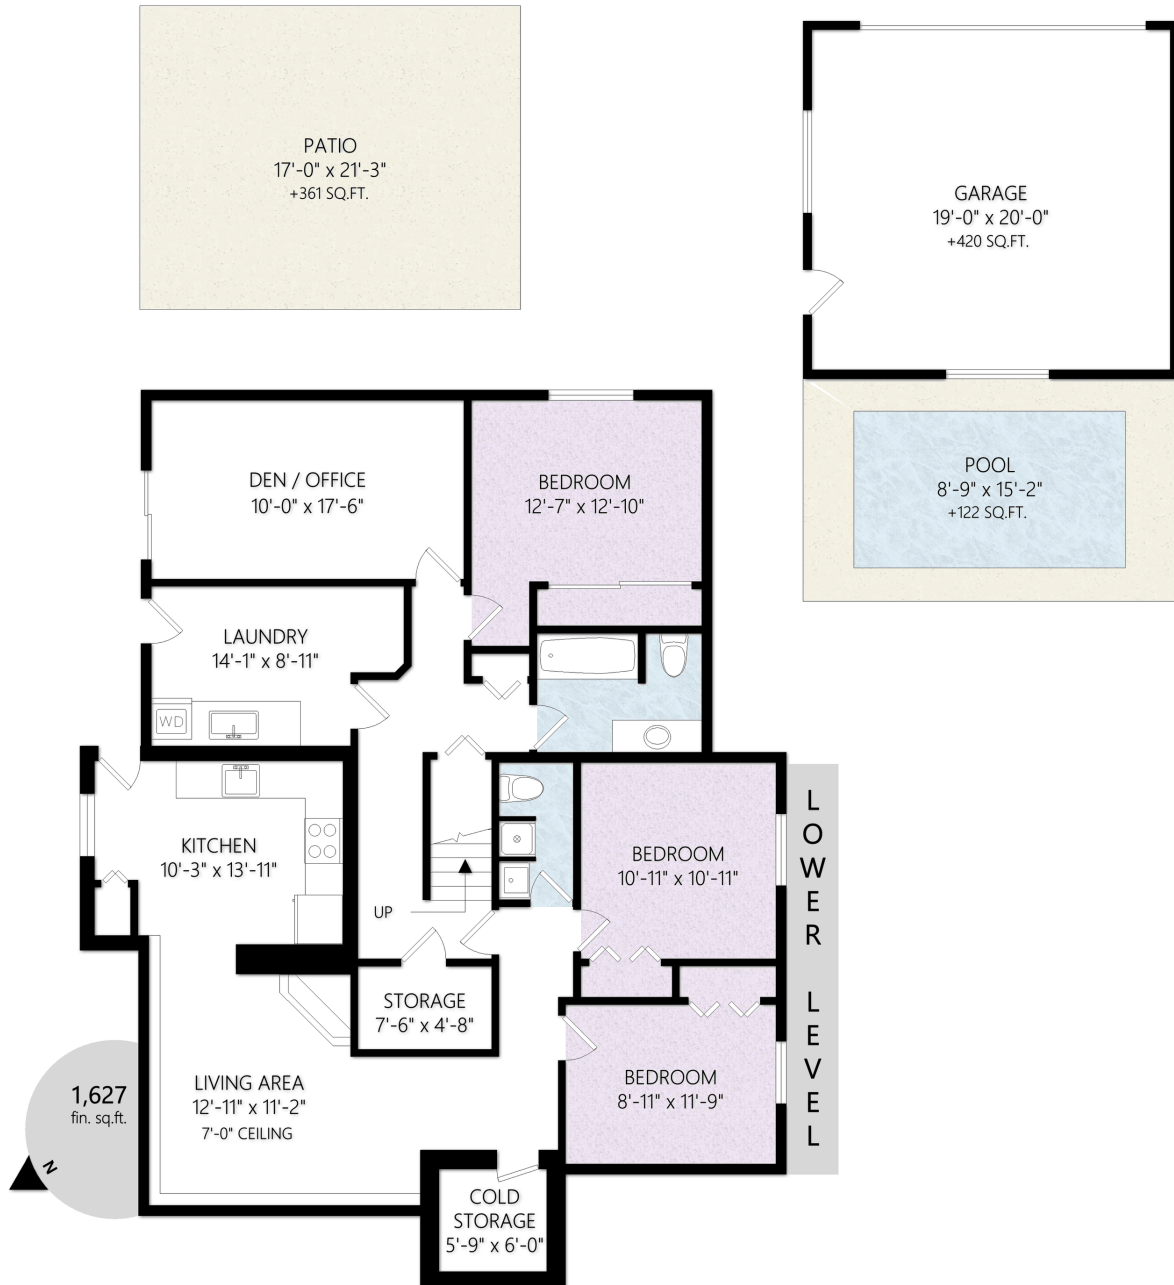 PATIO
17'-0" x 21'-3"
+361 SQ.FT.
GARAGE
19'-0" x 20'-0"
+420 SQ.FT.
POOL
8'-9" x 15'-2"
+122 SQ.FT.
DEN / OFFICE
10'-0" x 17'-6"
BEDROOM
12'-7" x 12'-10"
LAUNDRY
14'-1" x 8'-11"
WD
KITCHEN
10'-3" x 13'-11"
UP
BEDROOM
10'-11" x 10'-11"
STORAGE
7'-6" x 4'-8"
LIVING AREA
12'-11" x 11'-2"
7'-0" CEILING
BEDROOM
8'-11" x 11'-9"
COLD
STORAGE
5'-9" x 6'-0"
LOWER LEVEL
1,627
fin. sq.ft.
N